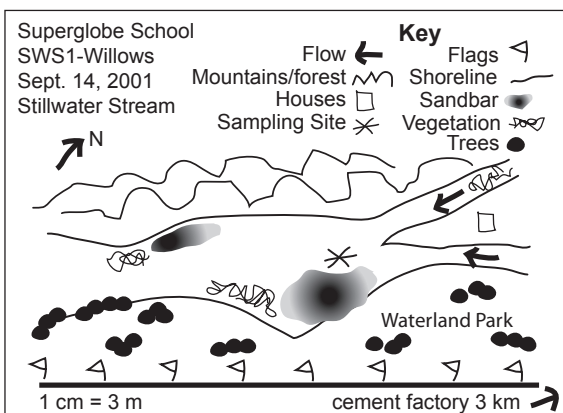 Superglobe School
SWS1-Willows
Sept. 14, 2001
Stillwater Stream
N
Key
Flow
Mountains/forest
Houses
Sampling Site
Flags
Shoreline
Sandbar
Vegetation
Trees
Waterland Park
1 cm = 3 m
cement factory 3 km